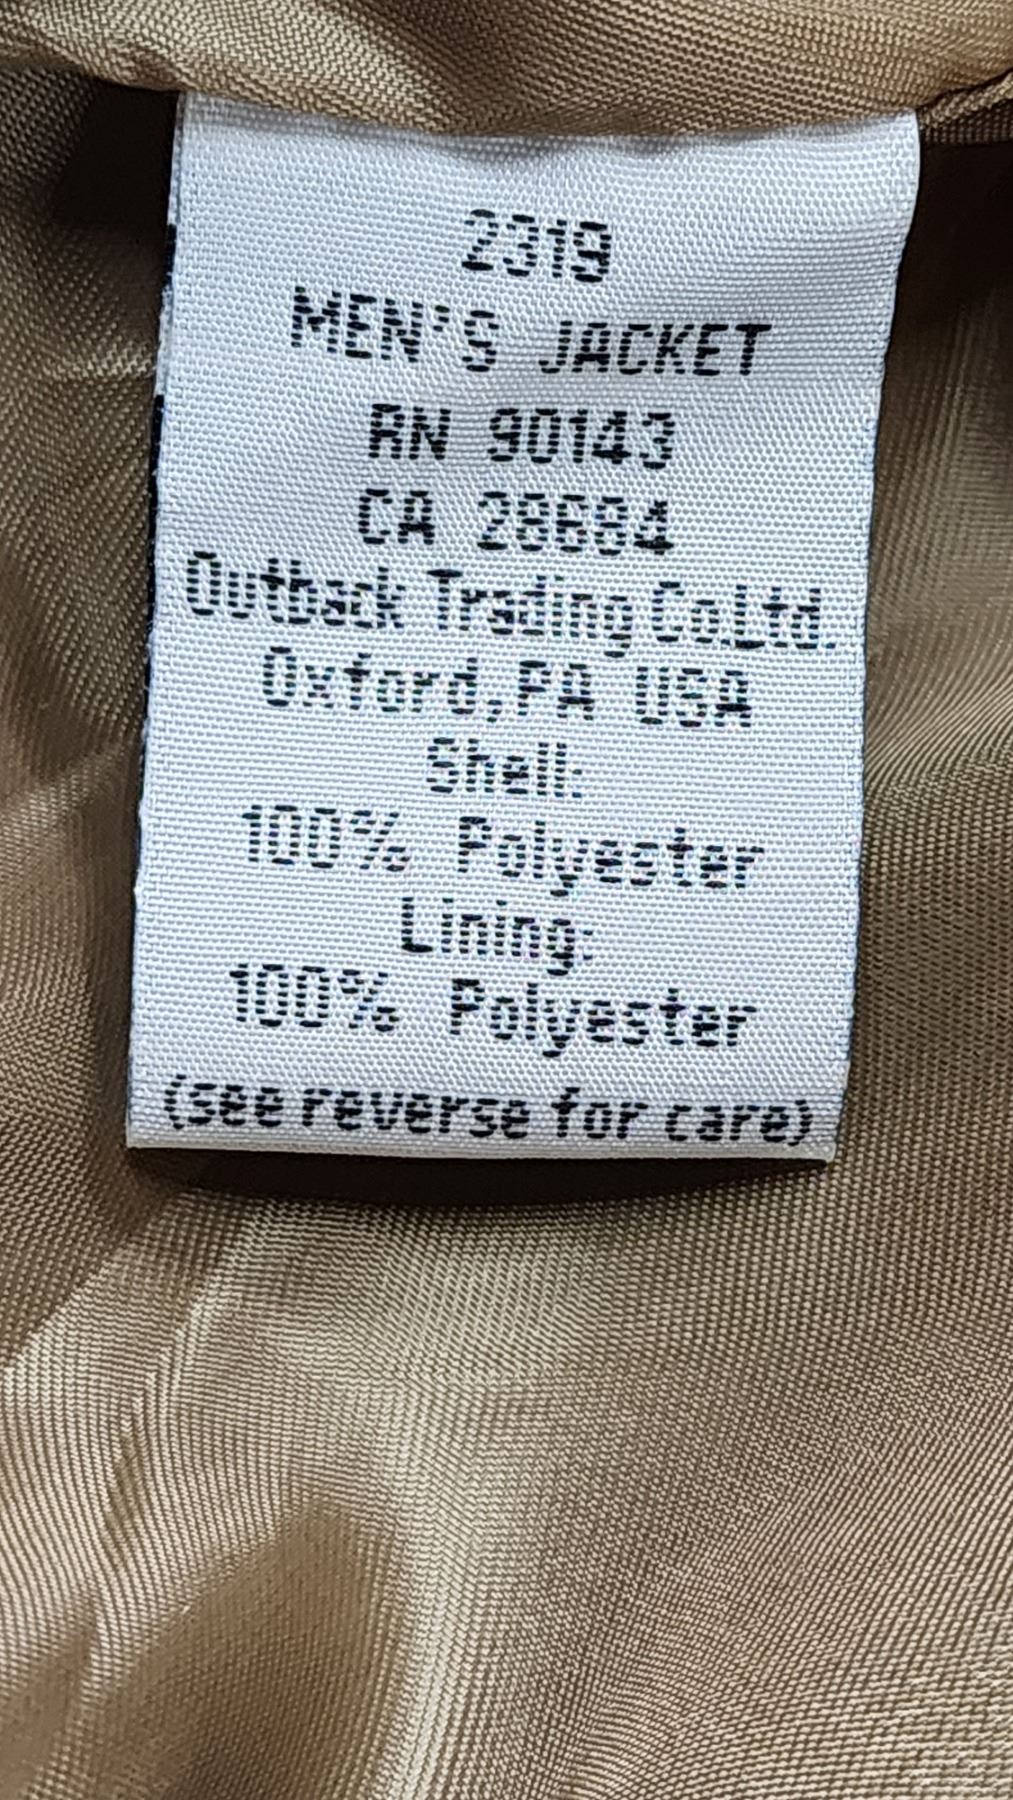 2319
MEN'S JACKET
RN 90143
CA 28684
Outback Trading Co.Ltd.
Oxford,PA USA
Shell:
100% Polyester
Lining:
100% Polyester
(see reverse for care)